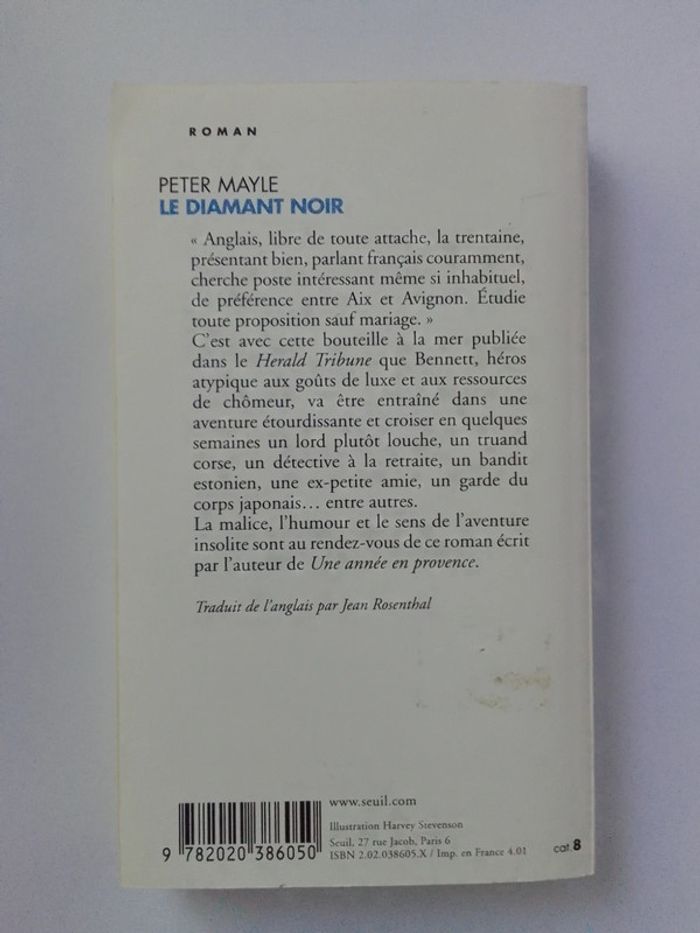 ROMAN
PETER MAYLE
LE DIAMANT NOIR
« Anglais, libre de toute attache, la trentaine,
présentant bien, parlant français couramment,
cherche poste intéressant même si inhabituel,
de préférence entre Aix et Avignon. Étudie
toute proposition sauf mariage. »
C'est avec cette bouteille à la mer publiée
dans le Herald Tribune que Bennett, héros
atypique aux goûts de luxe et aux ressources
de chômeur, va être entraîné dans une
aventure étourdissante et croiser en quelques
semaines un lord plutôt louche, un truand
corse, un détective à la retraite, un bandit
estonien, une ex-petite amie, un garde du
corps japonais… entre autres.
La malice, l'humour et le sens de l'aventure
insolite sont au rendez-vous de ce roman écrit
par l'auteur de Une année en provence.
Traduit de l'anglais par Jean Rosenthal
www.seuil.com
Illustration Harvey Stevenson
Seuil, 27 rue Jacob, Paris 6
ISBN 2.02.038605.X / Imp. en France 4.01
cat.8
9 782020 386050